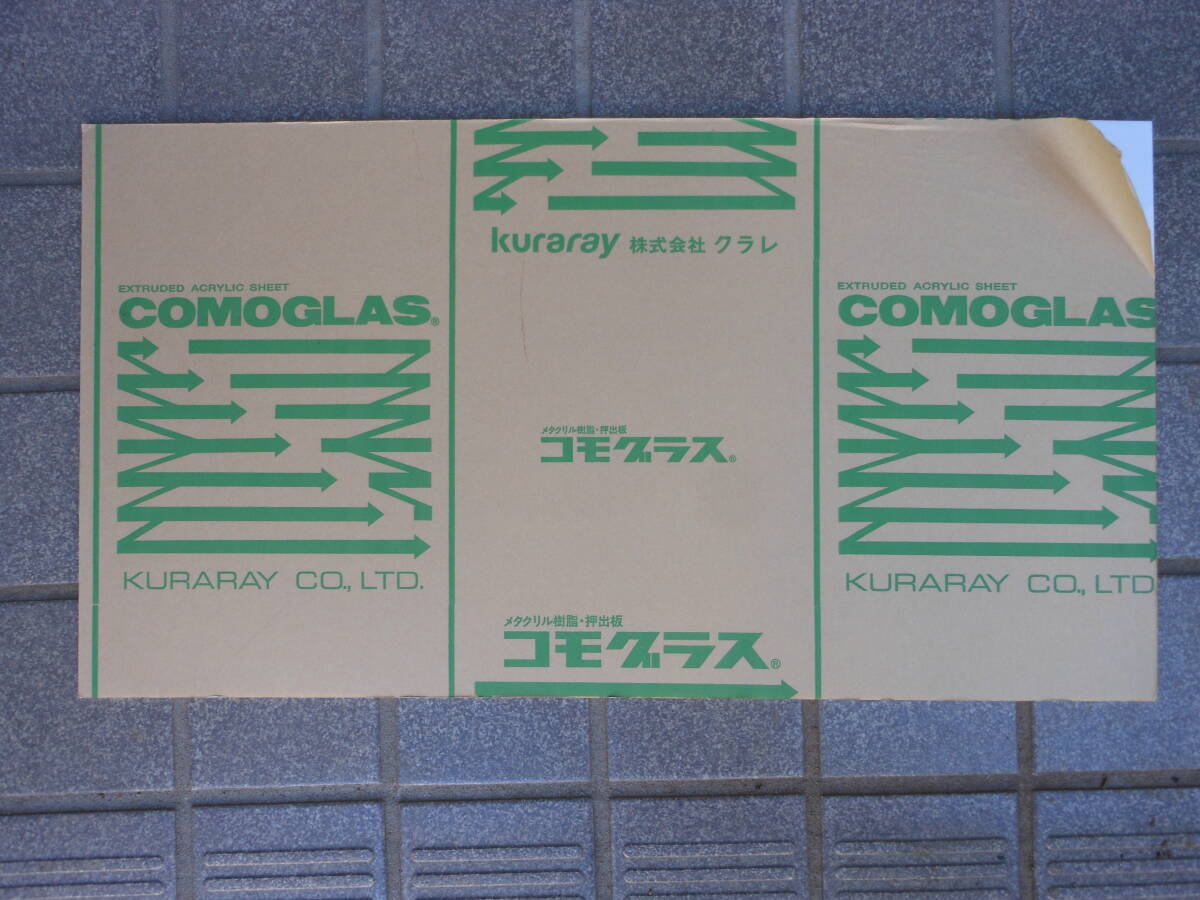 EXTRUDED ACRYLIC SHEET
COMOGLAS®
KURARAY CO., LTD.
kuraray 株式会社 クラレ
メタクリル樹脂・押出板
コモグラス®
メタクリル樹脂・押出板
コモグラス®
EXTRUDED ACRYLIC SHEET
COMOGLAS
KURARAY CO., LTD